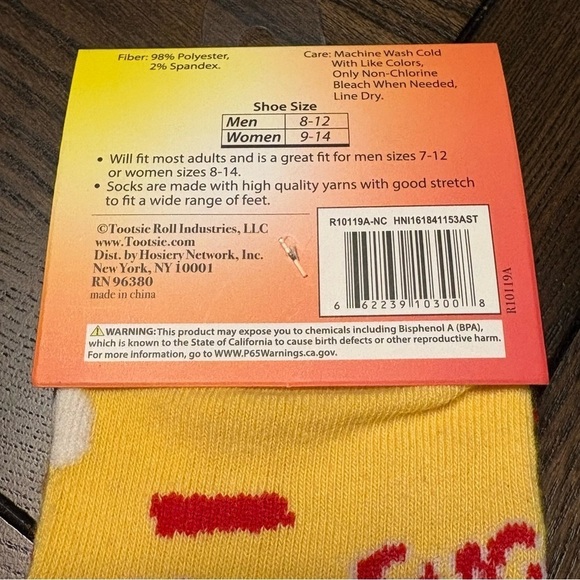 Fiber: 98% Polyester,
2% Spandex.
Care: Machine Wash Cold
With Like Colors,
Only Non-Chlorine
Bleach When Needed,
Line Dry.
Shoe Size
Men 8-12
Women 9-14
• Will fit most adults and is a great fit for men sizes 7-12
or women sizes 8-14.
• Socks are made with high quality yarns with good stretch
to fit a wide range of feet.
©Tootsie Roll Industries, LLC
www.Tootsie.com
Dist. by Hosiery Network, Inc.
New York, NY 10001
RN 96380
made in china
R10119A-NC HNI161841153AST
6 62239 10300 8
R10119A
⚠WARNING: This product may expose you to chemicals including Bisphenol A (BPA),
which is known to the State of California to cause birth defects or other reproductive harm.
For more information, go to WWW.P65Warnings.ca.gov.